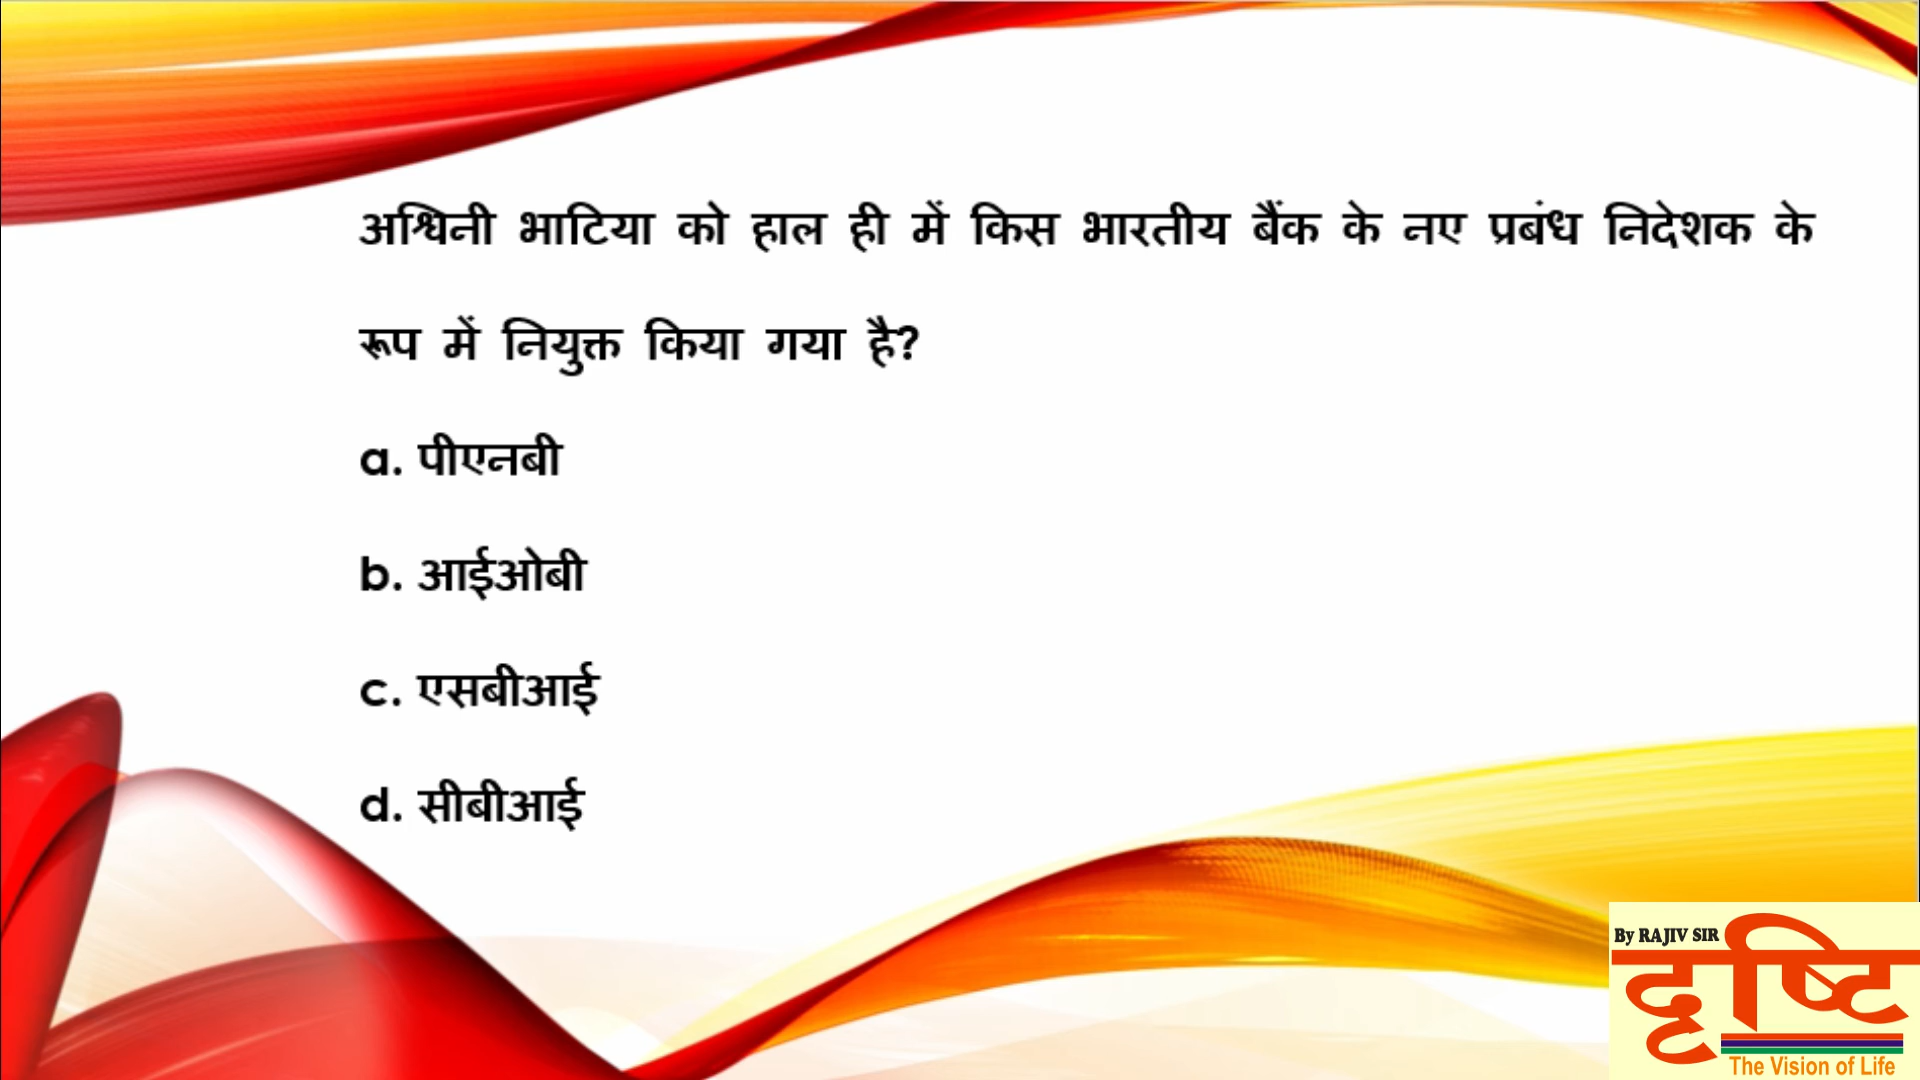 अश्विनी भाटिया को हाल ही में किस भारतीय बैंक के नए प्रबंध निदेशक के
रूप में नियुक्त किया गया है?
a. पीएनबी
b. आईओबी
c. एसबीआई
d. सीबीआई
By RAJIV SIR
दृष्टि
The Vision of Life